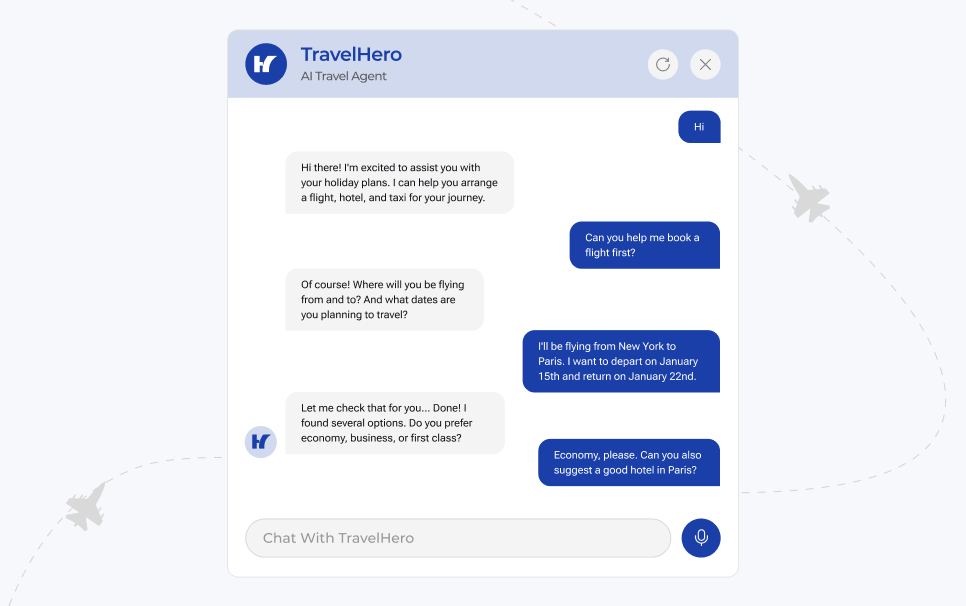 TravelHero
AI Travel Agent
Hi
Hi there! I'm excited to assist you with
your holiday plans. I can help you arrange
a flight, hotel, and taxi for your journey.
Can you help me book a
flight first?
Of course! Where will you be flying
from and to? And what dates are
you planning to travel?
I'll be flying from New York to
Paris. I want to depart on January
15th and return on January 22nd.
Let me check that for you... Done! I
found several options. Do you prefer
economy, business, or first class?
Economy, please. Can you also
suggest a good hotel in Paris?
Chat With TravelHero